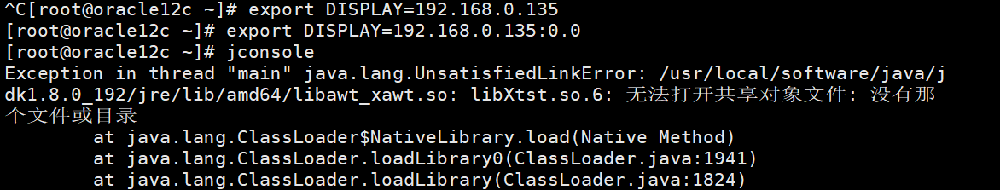 ^C[root@oracle12c ~]# export DISPLAY=192.168.0.135
[root@oracle12c ~]# export DISPLAY=192.168.0.135:0.0
[root@oracle12c ~]# jconsole
Exception in thread "main" java.lang.UnsatisfiedLinkError: /usr/local/software/java/j
dk1.8.0_192/jre/lib/amd64/libawt_xawt.so: libXtst.so.6: 无法打开共享对象文件: 没有那
个文件或目录
        at java.lang.ClassLoader$NativeLibrary.load(Native Method)
        at java.lang.ClassLoader.loadLibrary0(ClassLoader.java:1941)
        at java.lang.ClassLoader.loadLibrary(ClassLoader.java:1824)